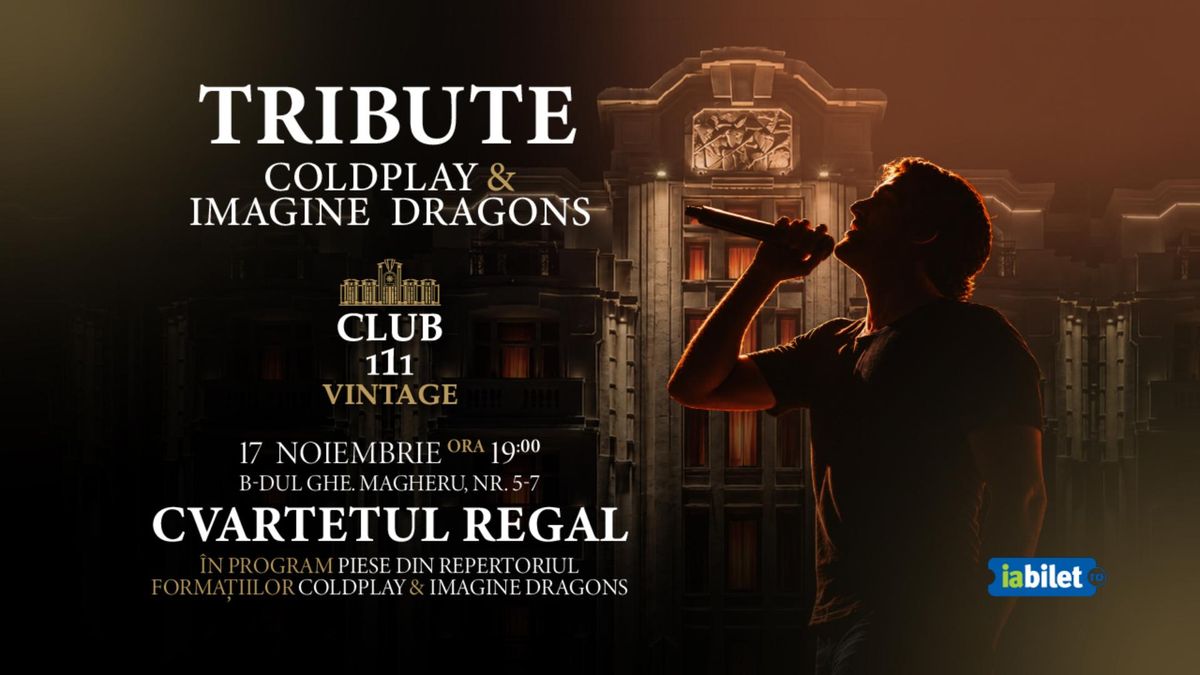 TRIBUTE
COLDPLAY &
IMAGINE DRAGONS
CLUB
111
VINTAGE
17 NOIEMBRIE ORA 19:00
B-DUL GHE. MAGHERU, NR. 5-7
CVARTETUL REGAL
ÎN PROGRAM PIESE DIN REPERTORIUL
FORMAȚIILOR COLDPLAY & IMAGINE DRAGONS
iabilet.ro